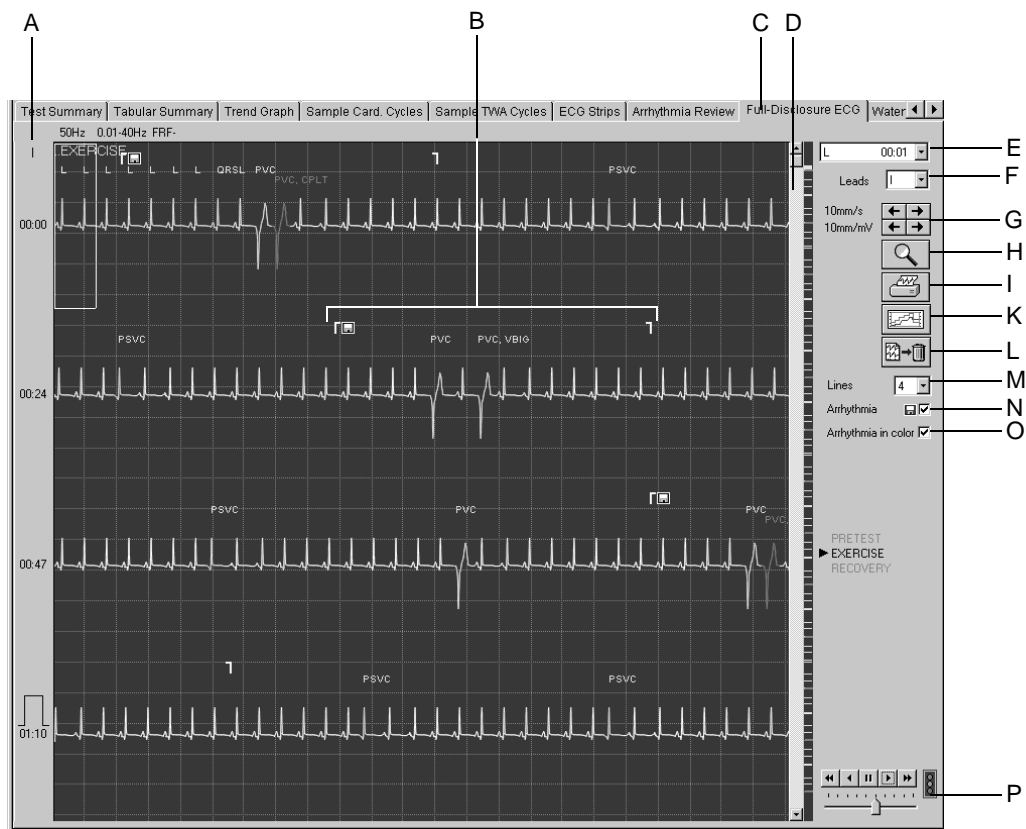 A B C D
Test Summary Tabular Summary Trend Graph Sample Card. Cycles Sample TWA Cycles ECG Strips Arrhythmia Review Full-Disclosure ECG Water
50Hz 0.01-40Hz FRF-
I EXERCISE
L 00:01 E
L L L L L L L QRSL PVC PSVC
PVC, CPLT
Leads I F
00:00
10mm/s
10mm/mV
G
H
I
K
PSVC PVC PVC, VBIG
L
00:24
Lines 4 M
Arrhythmia N
Arrhythmia in color O
PSVC PVC PVC
PVC,
00:47
PRETEST
EXERCISE
RECOVERY
PSVC PSVC
01:10
P